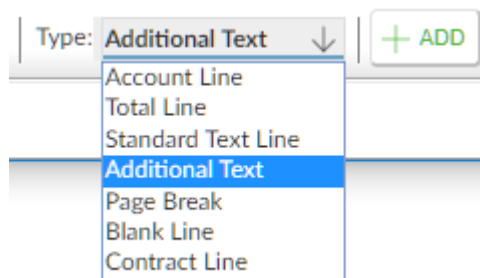 Type: Additional Text ADD
Account Line
Total Line
Standard Text Line
Additional Text
Page Break
Blank Line
Contract Line